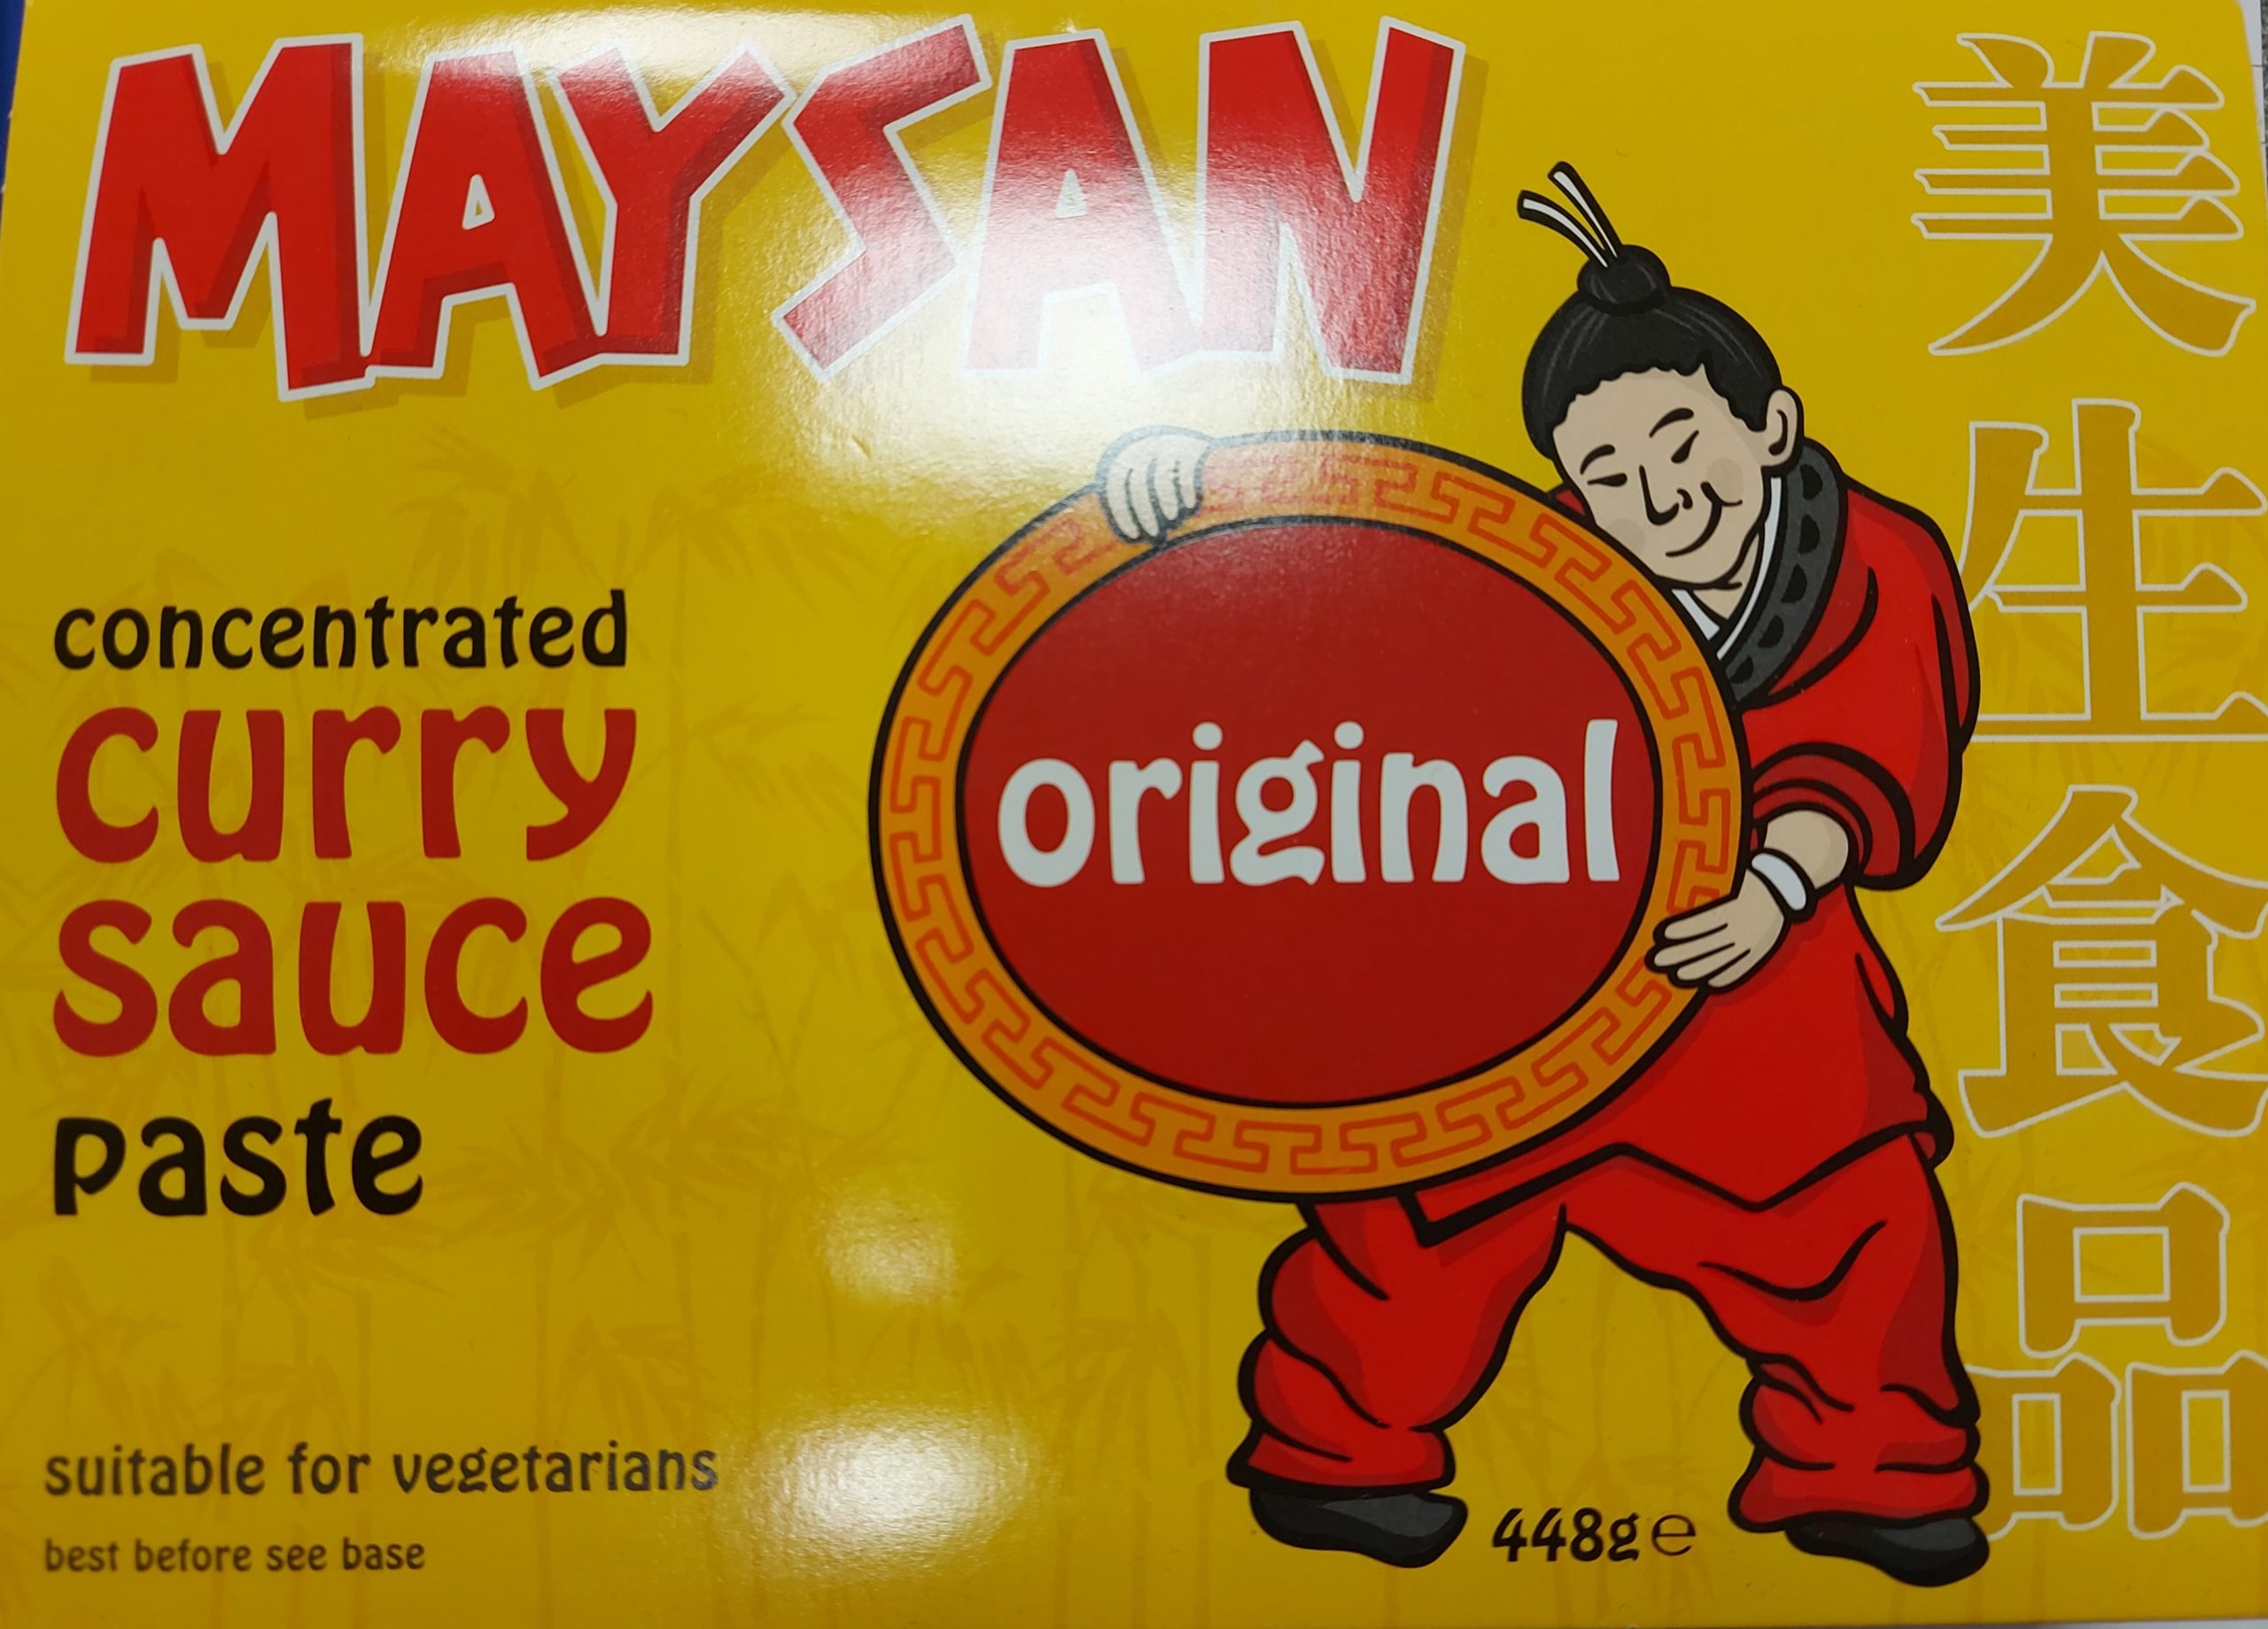 MAYSAN
concentrated
curry
sauce
paste
original
suitable for vegetarians
best before see base
448g ℮
美
生
食
品